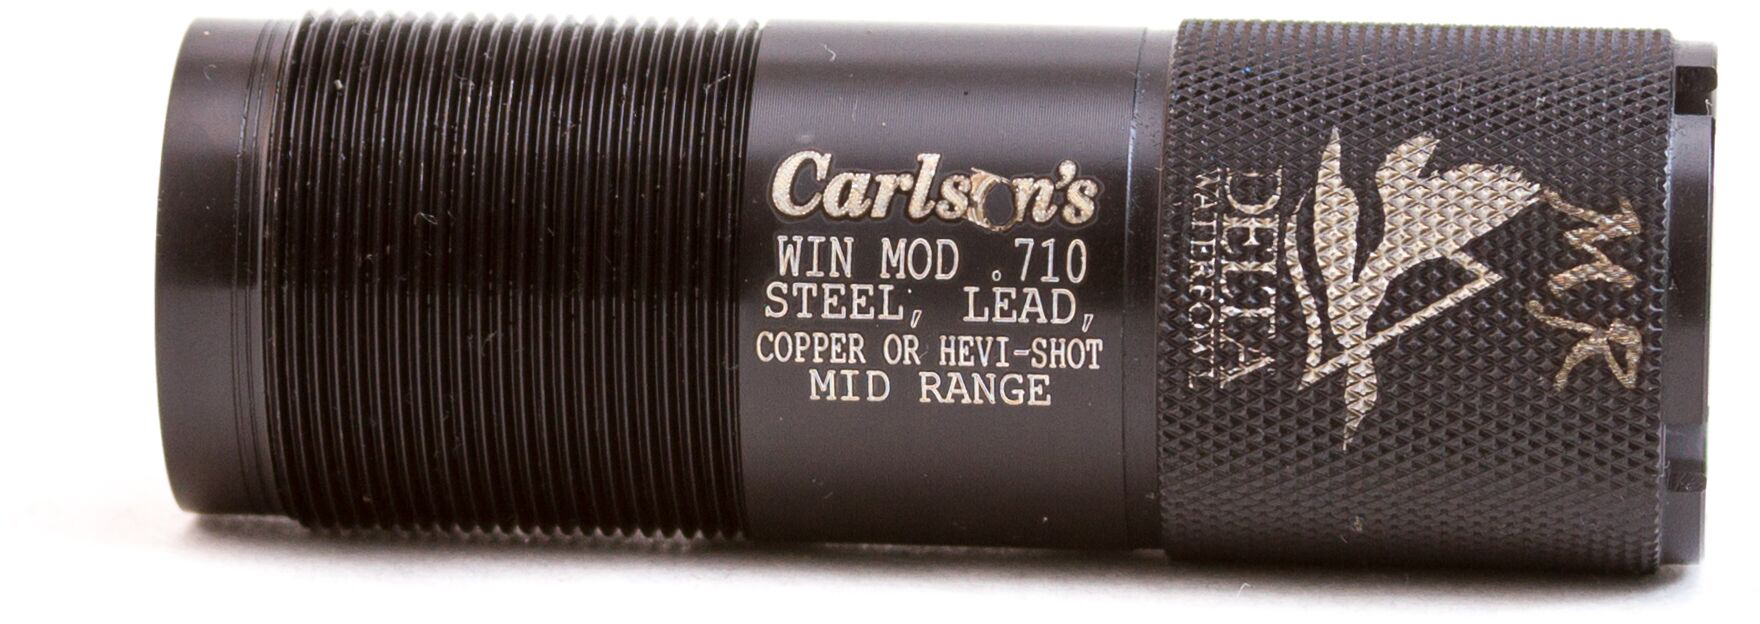 Carlson's
WIN MOD .710
STEEL, LEAD,
COPPER OR HEVI-SHOT
MID RANGE
DELTA
WATERFOWL
MR